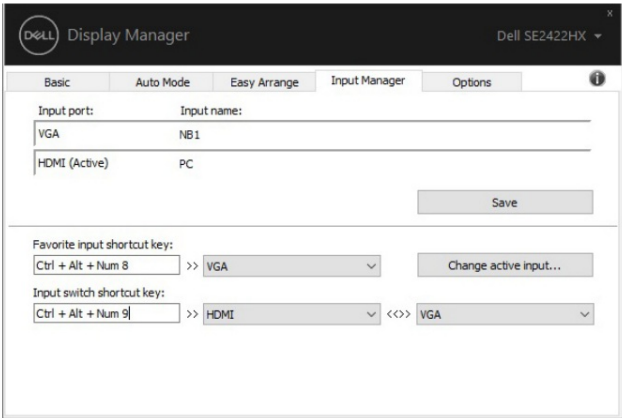 DELL Display Manager
Dell SE2422HX
x
Basic Auto Mode Easy Arrange Input Manager Options
Input port: Input name:
VGA NB1
HDMI (Active) PC
Save
Favorite input shortcut key:
Ctrl + Alt + Num 8 >> VGA Change active input...
Input switch shortcut key:
Ctrl + Alt + Num 9 >> HDMI <<>> VGA